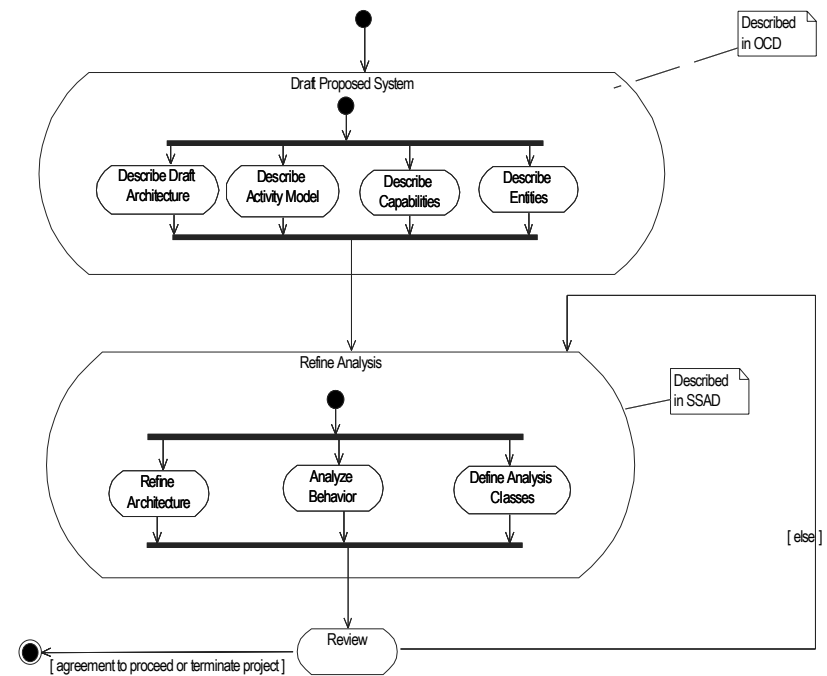 Described
in OCD
Draft Proposed System
Describe Draft
Architecture
Describe
Activity Model
Describe
Capabilities
Describe
Entities
Refine Analysis
Described
in SSAD
Refine
Architecture
Analyze
Behavior
Define Analysis
Classes
[ else ]
Review
[ agreement to proceed or terminate project ]